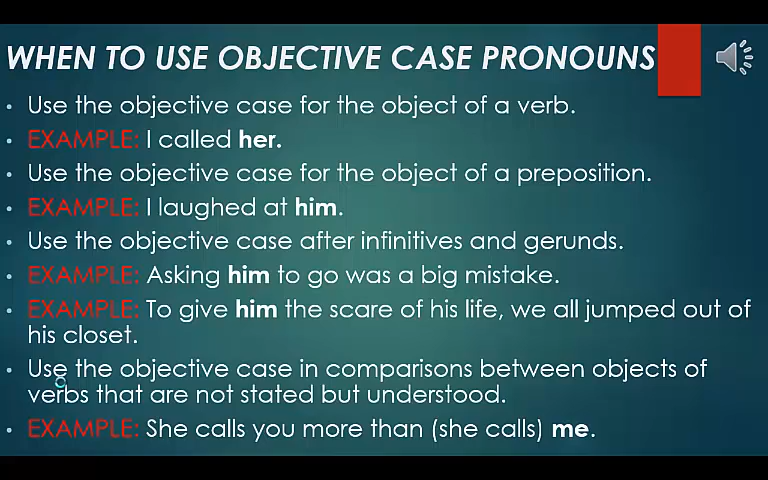 WHEN TO USE OBJECTIVE CASE PRONOUNS
• Use the objective case for the object of a verb.
• EXAMPLE: I called her.
• Use the objective case for the object of a preposition.
• EXAMPLE: I laughed at him.
• Use the objective case after infinitives and gerunds.
• EXAMPLE: Asking him to go was a big mistake.
• EXAMPLE: To give him the scare of his life, we all jumped out of
his closet.
• Use the objective case in comparisons between objects of
verbs that are not stated but understood.
• EXAMPLE: She calls you more than (she calls) me.